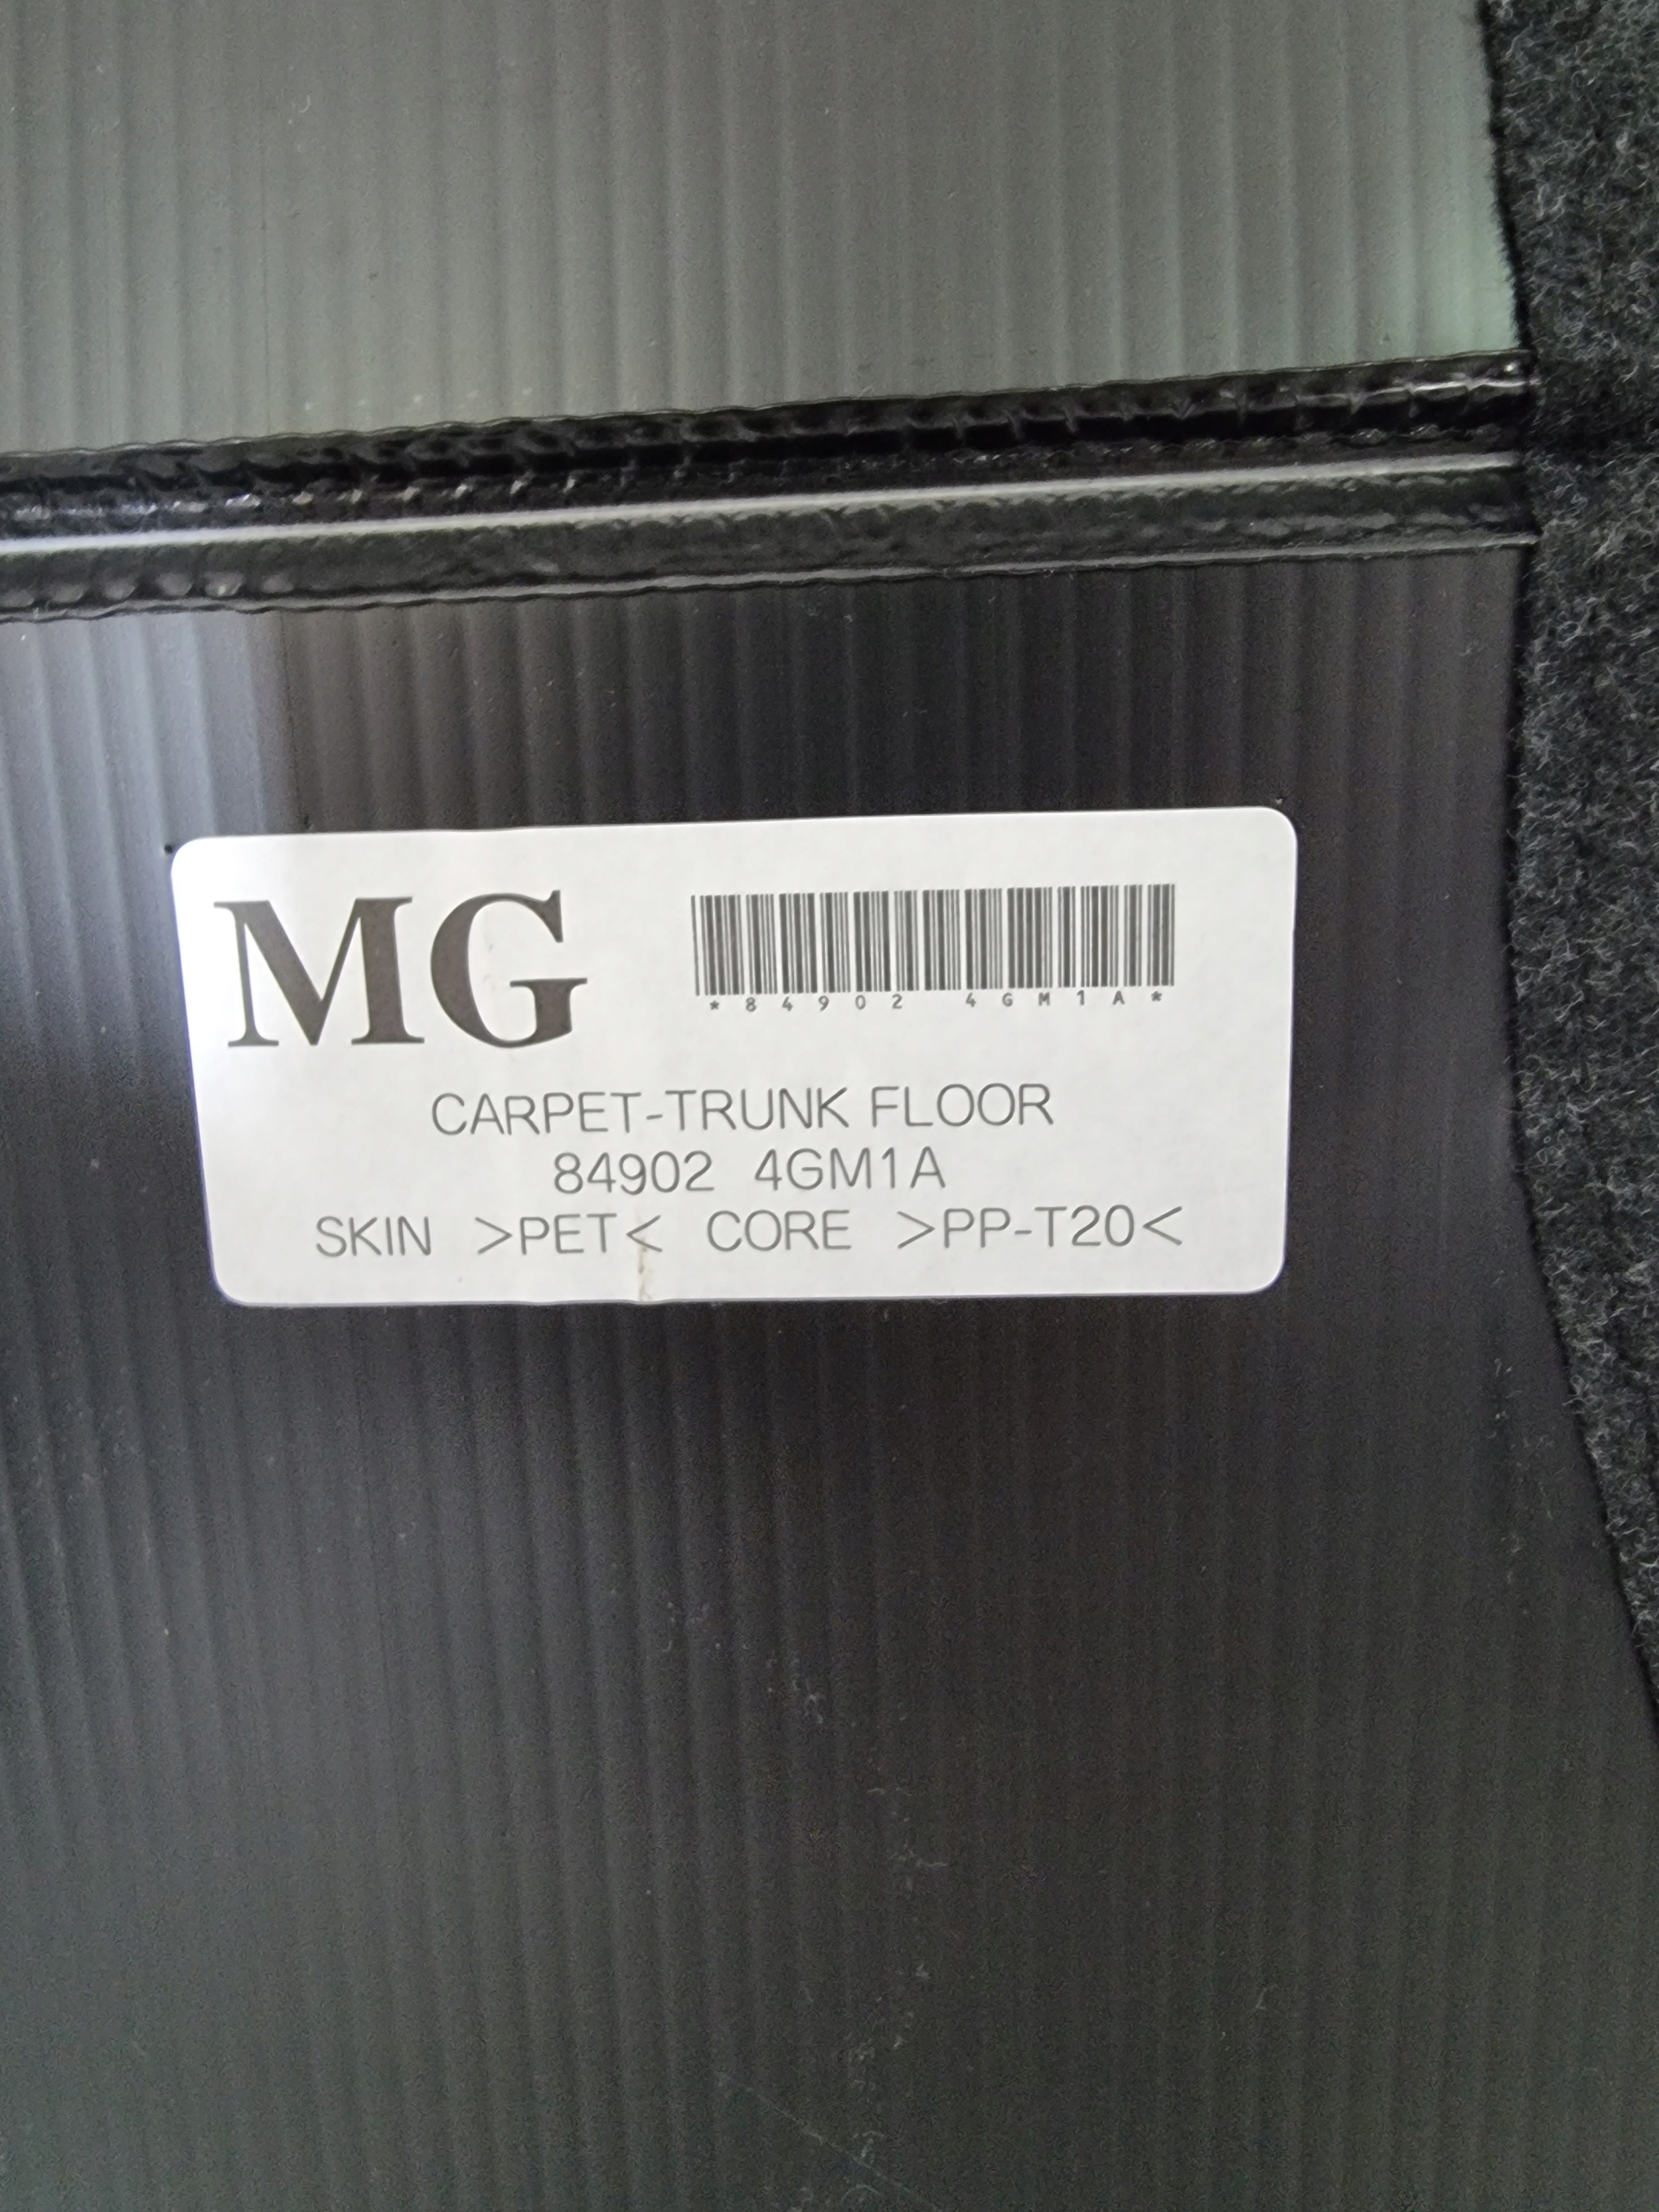 MG
*84902 4GM1A*
CARPET-TRUNK FLOOR
84902 4GM1A
SKIN >PET< CORE >PP-T20<